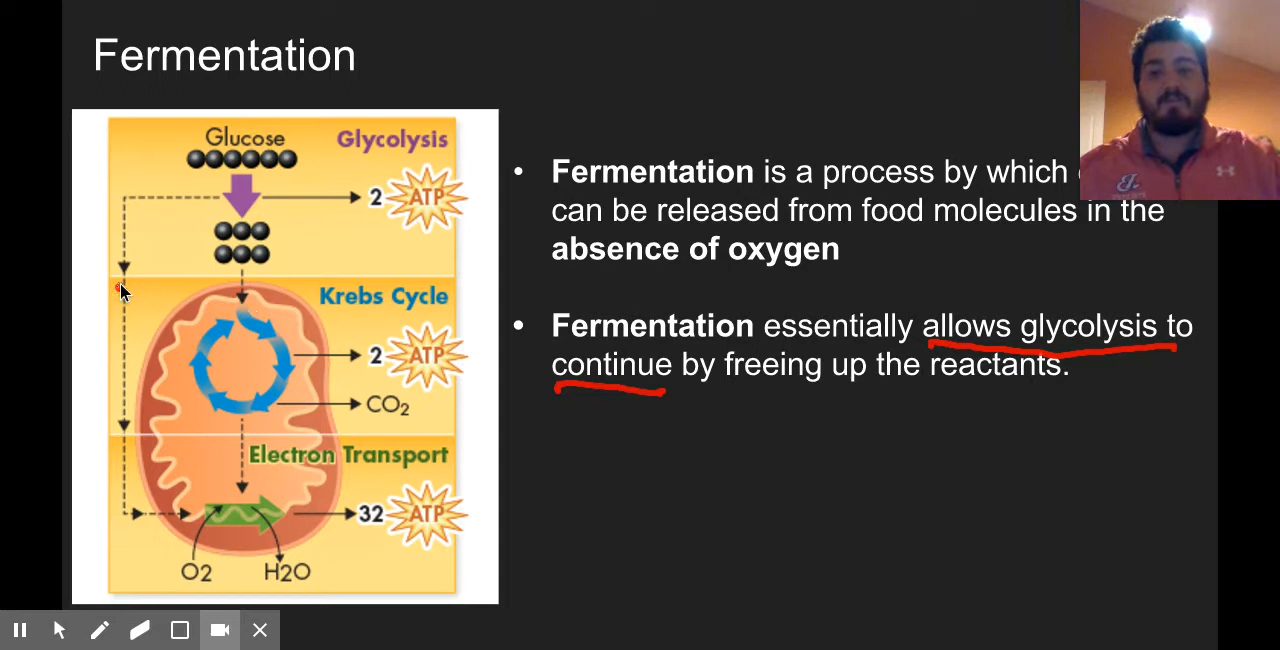 Fermentation
Glucose
Glycolysis
2 ATP
Krebs Cycle
2 ATP
CO2
Electron Transport
32 ATP
O2
H2O
• Fermentation is a process by which
can be released from food molecules in the
absence of oxygen
• Fermentation essentially allows glycolysis to
continue by freeing up the reactants.